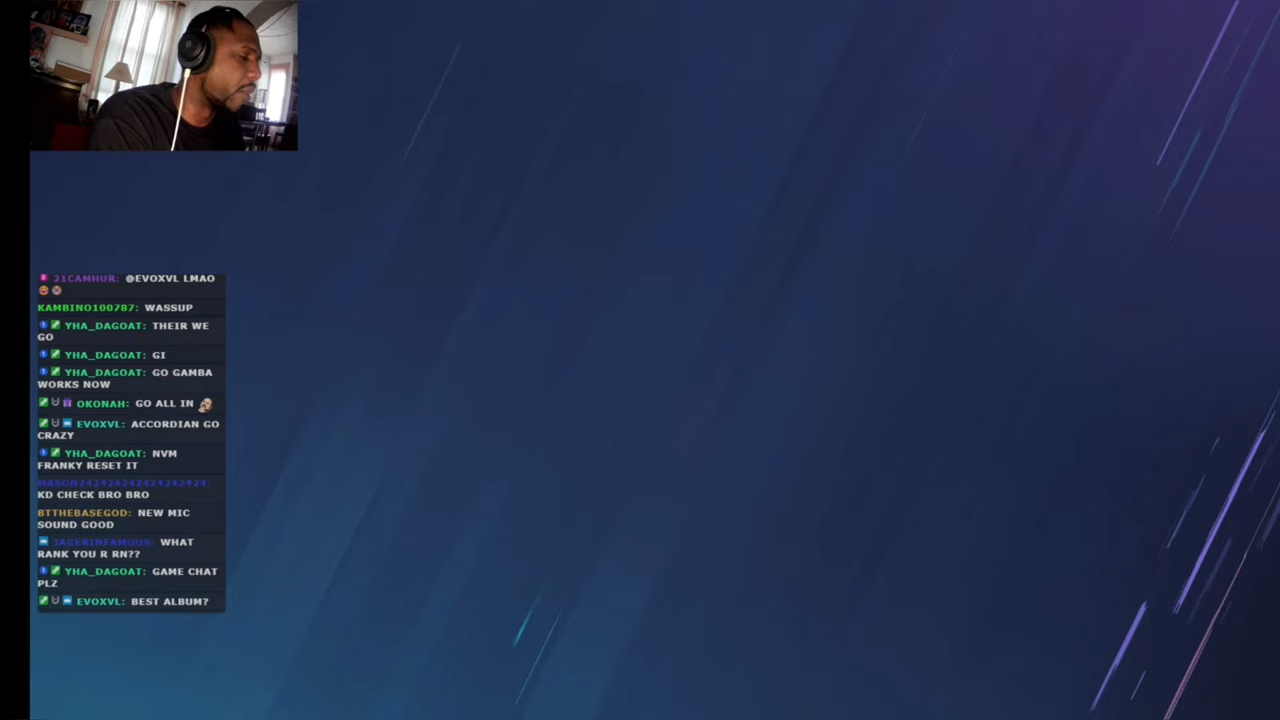 21CAMHUR: @EVOXVL LMAO
KAMBINO100787: WASSUP
YHA_DAGOAT: THEIR WE
GO
YHA_DAGOAT: GI
YHA_DAGOAT: GO GAMBA
WORKS NOW
OKONAH: GO ALL IN
EVOXVL: ACCORDIAN GO
CRAZY
YHA_DAGOAT: NVM
FRANKY RESET IT
MASON242424242424242424:
KD CHECK BRO BRO
BTTHEBASEGOD: NEW MIC
SOUND GOOD
JAGERINFAMOUS: WHAT
RANK YOU R RN??
YHA_DAGOAT: GAME CHAT
PLZ
EVOXVL: BEST ALBUM?